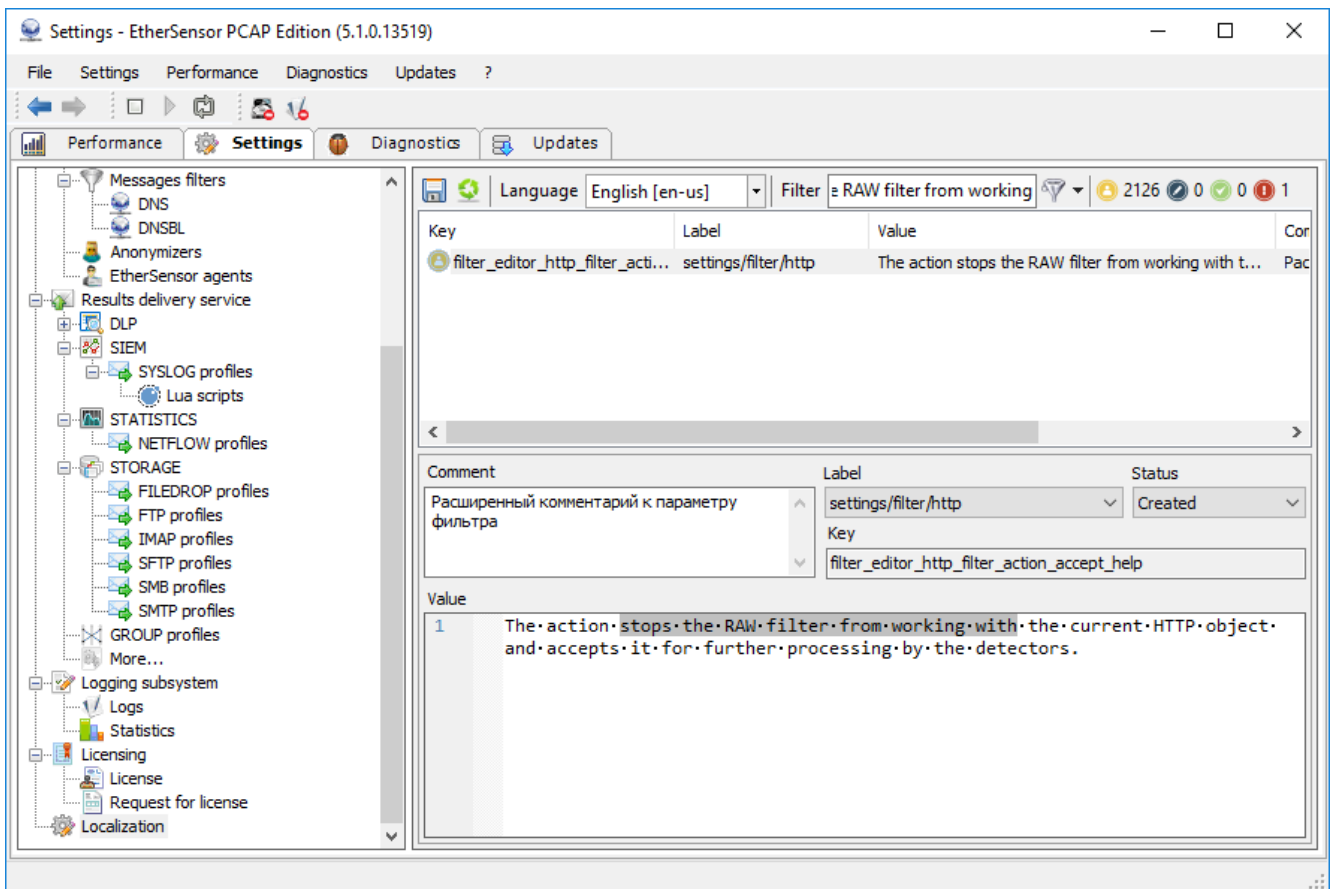 Settings - EtherSensor PCAP Edition (5.1.0.13519)
File Settings Performance Diagnostics Updates ?
Performance Settings Diagnostics Updates
Messages filters
DNS
DNSBL
Anonymizers
EtherSensor agents
Results delivery service
DLP
SIEM
SYSLOG profiles
Lua scripts
STATISTICS
NETFLOW profiles
STORAGE
FILEDROP profiles
FTP profiles
IMAP profiles
SFTP profiles
SMB profiles
SMTP profiles
GROUP profiles
More...
Logging subsystem
Logs
Statistics
Licensing
License
Request for license
Localization
Language English [en-us] Filter e RAW filter from working 2126 0 0 1
Key Label Value Cor
filter_editor_http_filter_acti... settings/filter/http The action stops the RAW filter from working with t... Pac
Comment
Расширенный комментарий к параметру
фильтра
Label Status
settings/filter/http Created
Key
filter_editor_http_filter_action_accept_help
Value
1 The·action·stops·the·RAW·filter·from·working·with·the·current·HTTP·object·
and·accepts·it·for·further·processing·by·the·detectors.